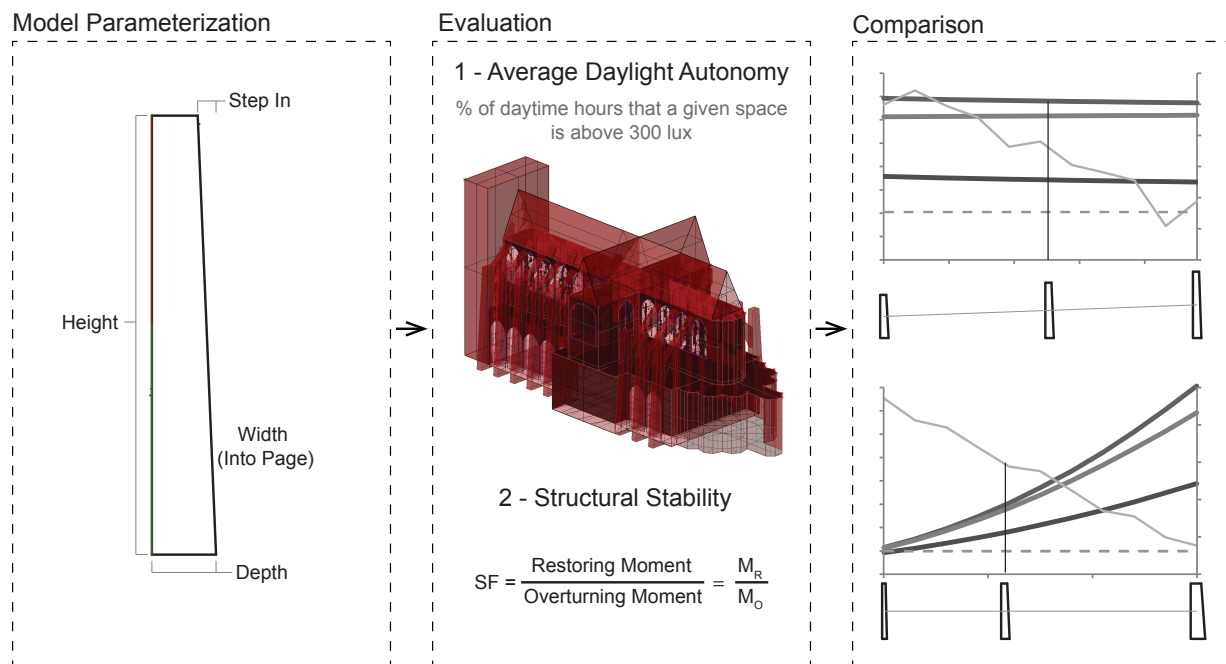 Model Parameterization
Step In
Height
Width
(Into Page)
Depth
Evaluation
1 - Average Daylight Autonomy
% of daytime hours that a given space
is above 300 lux
2 - Structural Stability
SF = Restoring Moment / Overturning Moment = M_R / M_O
Comparison